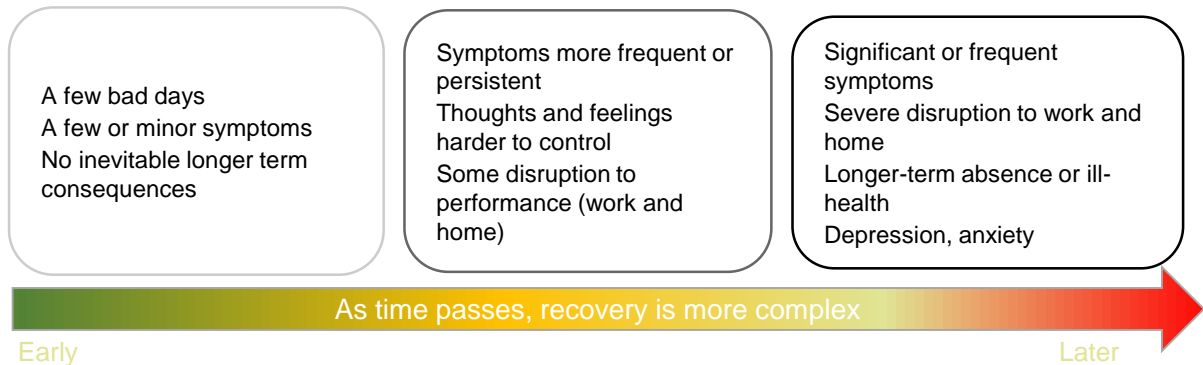 A few bad days
A few or minor symptoms
No inevitable longer term
consequences
Symptoms more frequent or
persistent
Thoughts and feelings
harder to control
Some disruption to
performance (work and
home)
Significant or frequent
symptoms
Severe disruption to work and
home
Longer-term absence or ill-
health
Depression, anxiety
As time passes, recovery is more complex
Early
Later